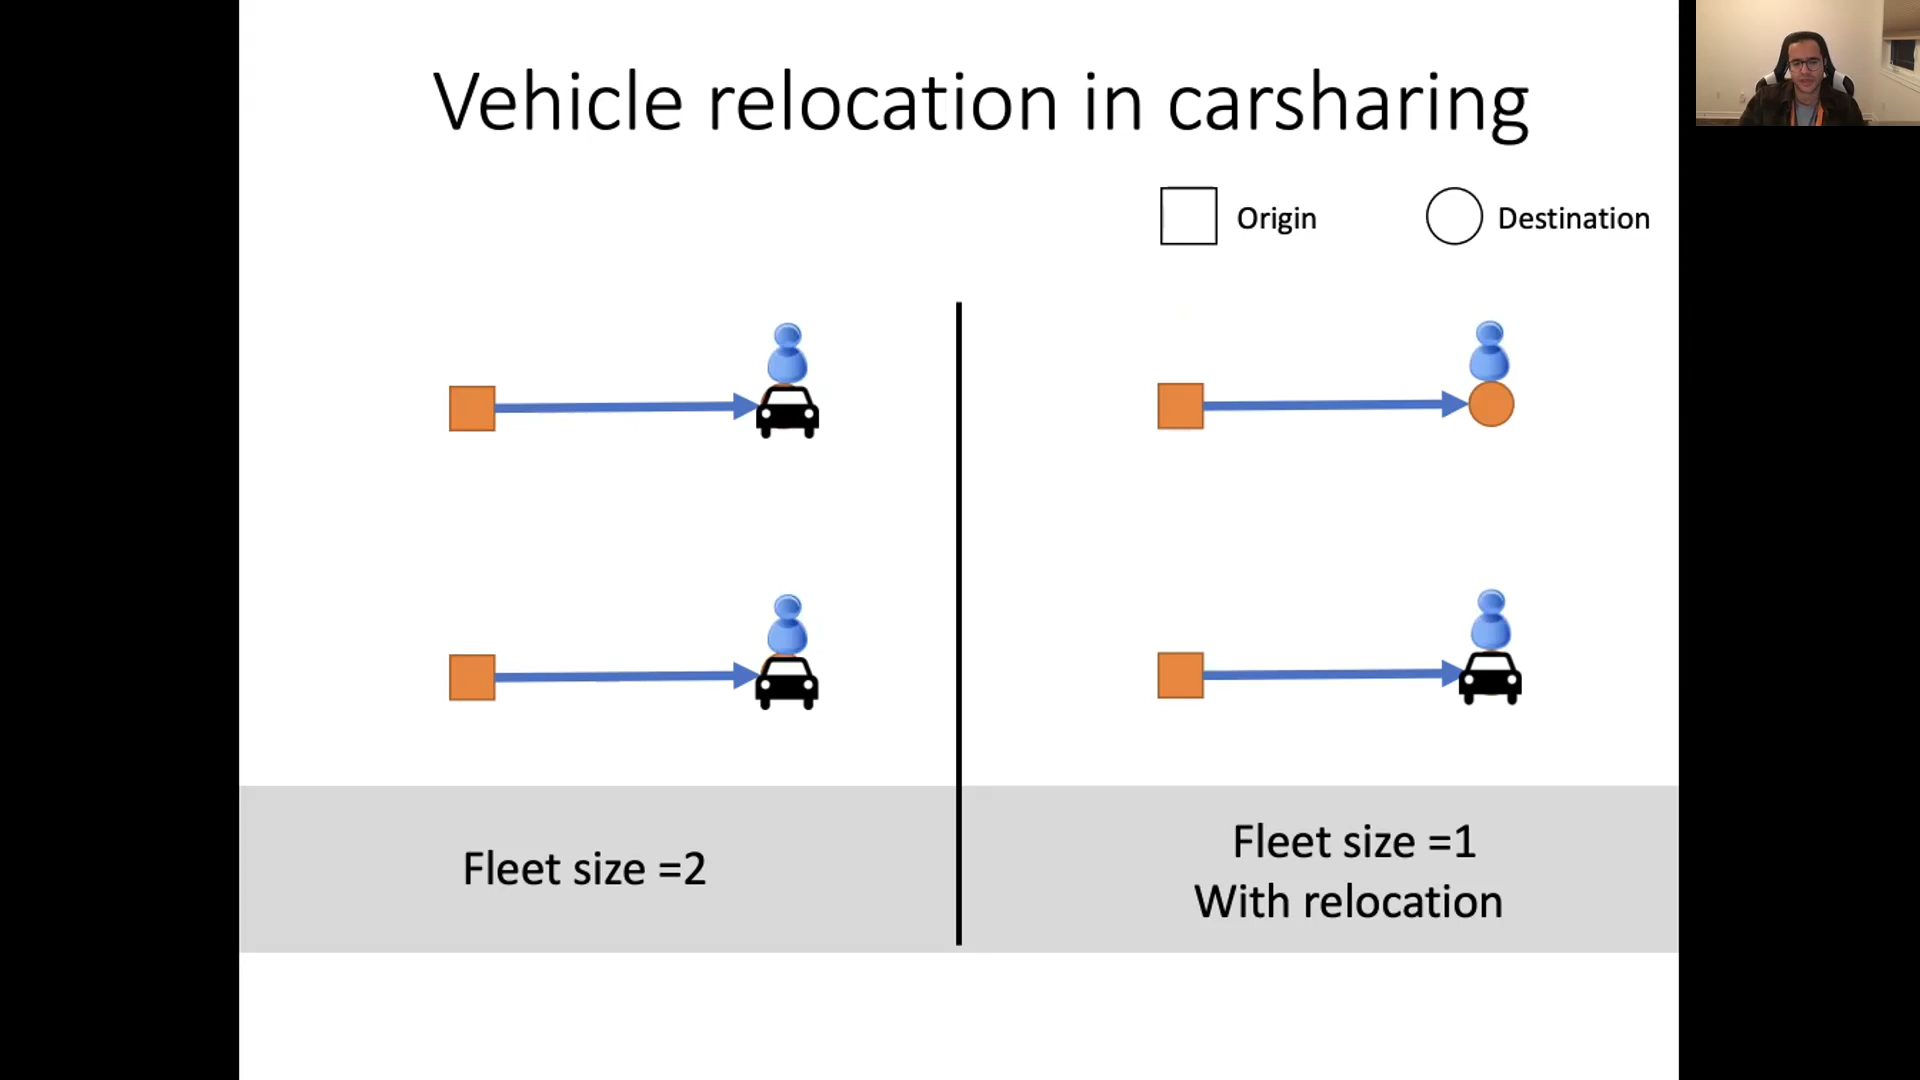 Vehicle relocation in carsharing
Origin
Destination
Fleet size =2
Fleet size =1
With relocation